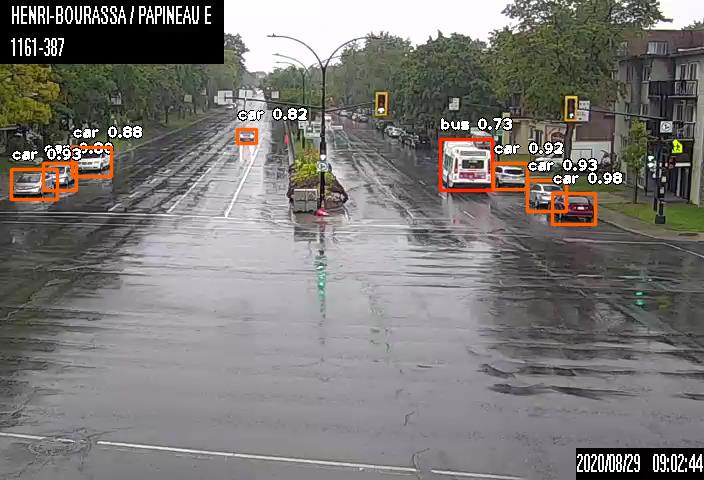 HENRI-BOURASSA / PAPINEAU E
1161-387
car 0.82
car 0.88
bus 0.73
car 0.92
car 0.93
car 0.93
car 0.98
2020/08/29 09:02:44